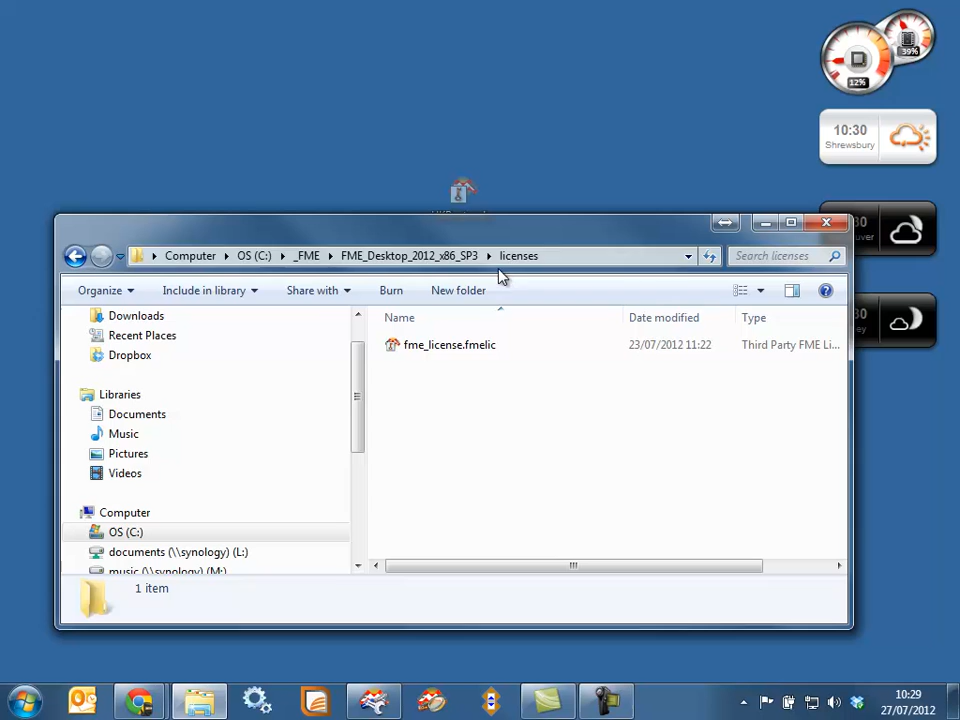 39%
12%
10:30
Shrewsbury
Computer OS (C:) _FME FME_Desktop_2012_x86_SP3 licenses
Search licenses
Organize Include in library Share with Burn New folder
Downloads
Recent Places
Dropbox
Libraries
Documents
Music
Pictures
Videos
Computer
OS (C:)
documents (\\synology) (L:)
music (\\synology) (M:)
Name Date modified Type
fme_license.fmelic 23/07/2012 11:22 Third Party FME Li...
1 item
10:29
27/07/2012